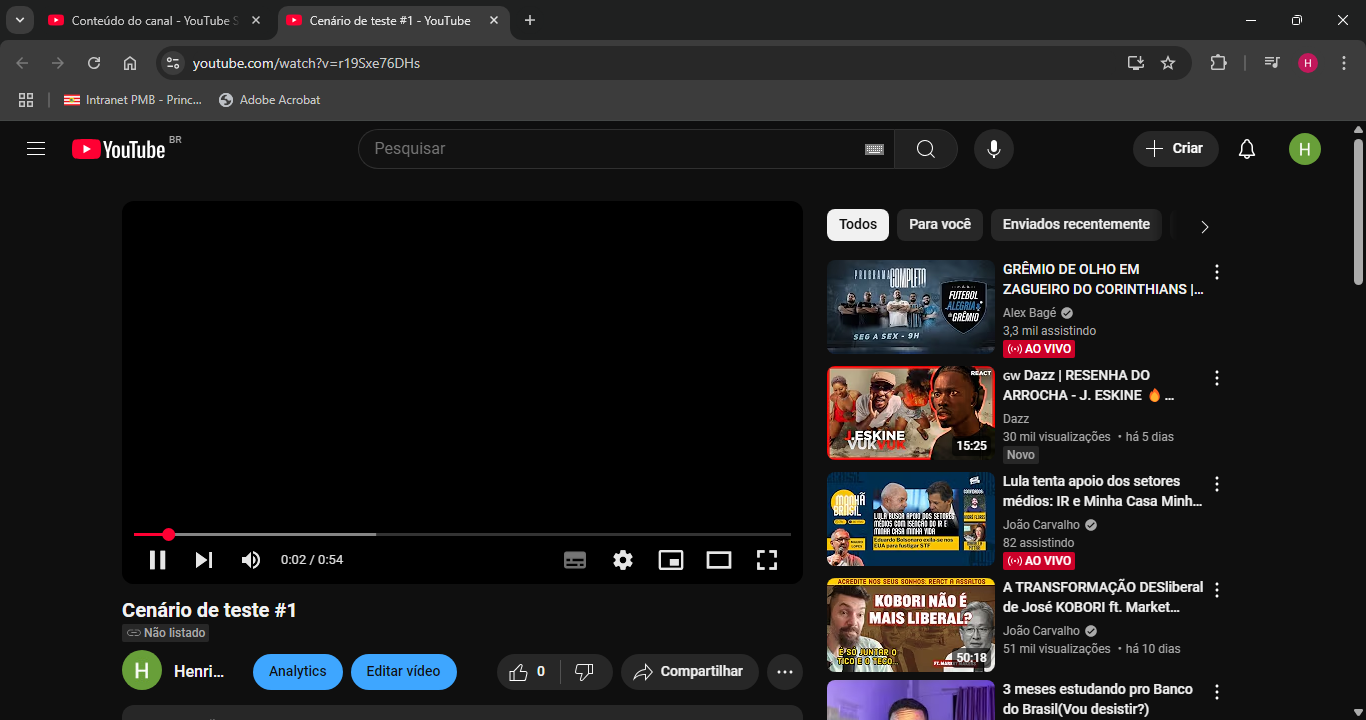 Conteúdo do canal - YouTube S
Cenário de teste #1 - YouTube
youtube.com/watch?v=r19Sxe76DHs
H
Intranet PMB - Princ...
Adobe Acrobat
YouTube BR
Pesquisar
Criar
H
Todos
Para você
Enviados recentemente
PROGRAMA COMPLETO
FUTEBOL
ALEGRIA
do
GRÊMIO
SEG A SEX - 9H
GRÊMIO DE OLHO EM
ZAGUEIRO DO CORINTHIANS |...
Alex Bagé
3,3 mil assistindo
AO VIVO
REACT
J.ESKINE
VUK VUK
15:25
GW Dazz | RESENHA DO
ARROCHA - J. ESKINE 🔥 ...
Dazz
30 mil visualizações • há 5 dias
Novo
MANHÃ
BRASIL
LULA BUSCA APOIO DOS SETORES
MÉDIOS COM ISENÇÃO DO IR E
MINHA CASA MINHA VIDA
Eduardo Bolsonaro exila-se nos
EUA para fustigar STF
Lula tenta apoio dos setores
médios: IR e Minha Casa Minh...
João Carvalho
82 assistindo
AO VIVO
ACREDITE NOS SEUS SONHOS: REACT A ASSALTOS
KOBORI NÃO É
MAIS LIBERAL?
É SÓ JUNTAR O
TICO E O TECO...
50:18
A TRANSFORMAÇÃO DESliberal
de José KOBORI ft. Market...
João Carvalho
51 mil visualizações • há 10 dias
3 meses estudando pro Banco
do Brasil(Vou desistir?)
0:02 / 0:54
Cenário de teste #1
Não listado
H
Henri...
Analytics
Editar vídeo
0
Compartilhar